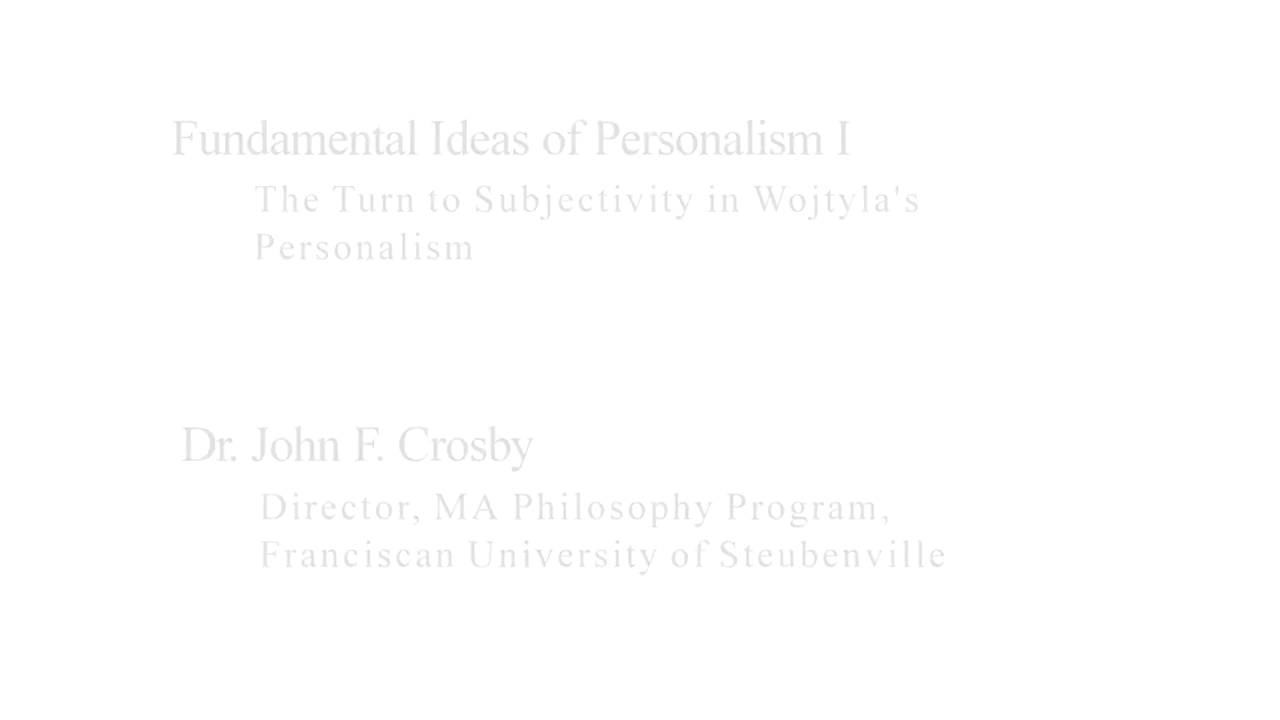 Fundamental Ideas of Personalism I
The Turn to Subjectivity in Wojtyla's
Personalism
Dr. John F. Crosby
Director, MA Philosophy Program,
Franciscan University of Steubenville